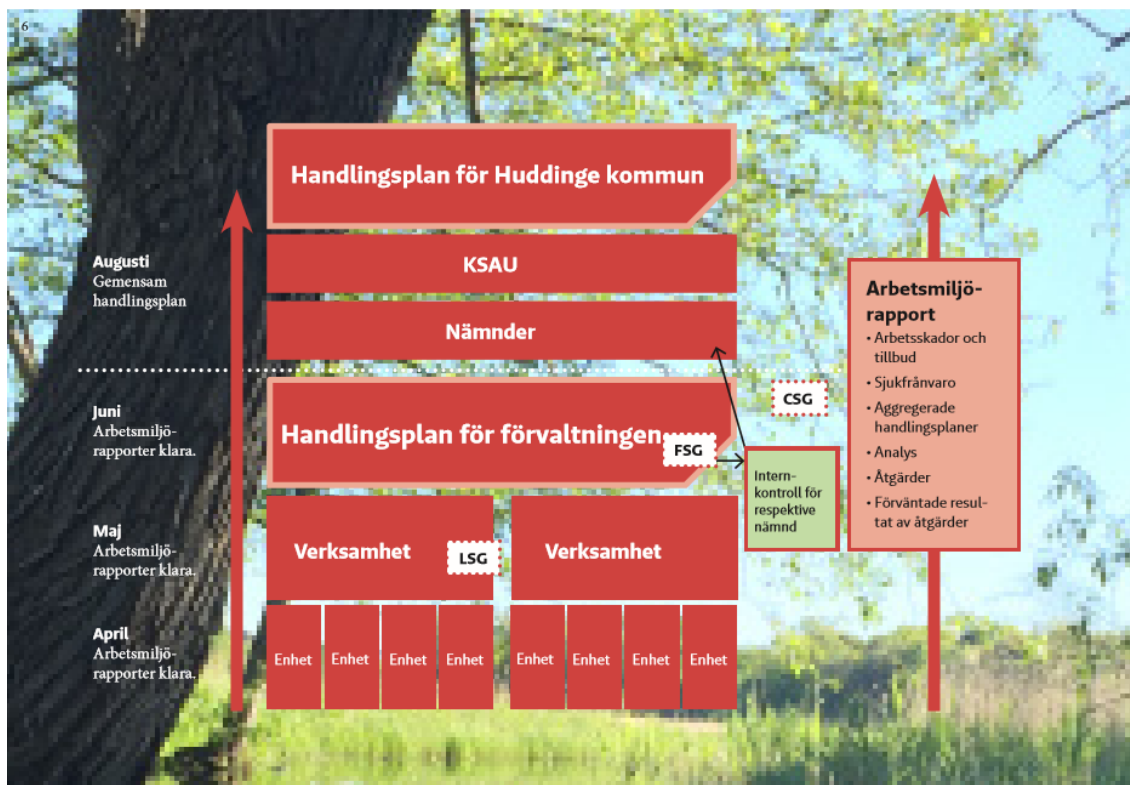 6
Handlingsplan för Huddinge kommun
Augusti
Gemensam
handlingsplan
KSAU
Nämnder
Juni
Arbetsmiljö-
rapporter klara.
Handlingsplan för förvaltningen
FSG
CSG
Intern-
kontroll för
respektive
nämnd
Maj
Arbetsmiljö-
rapporter klara.
Verksamhet
LSG
Verksamhet
April
Arbetsmiljö-
rapporter klara.
Enhet Enhet Enhet Enhet Enhet Enhet Enhet Enhet
Arbetsmiljö-
rapport
• Arbetsskador och
tillbud
• Sjukfrånvaro
• Aggregerade
handlingsplaner
• Analys
• Åtgärder
• Förväntade resul-
tat av åtgärder